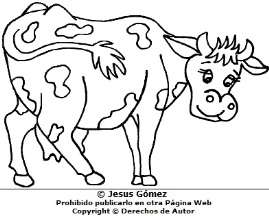 © Jesus Gómez
Prohibido publicarlo en otra Página Web
Copyright © Derechos de Autor